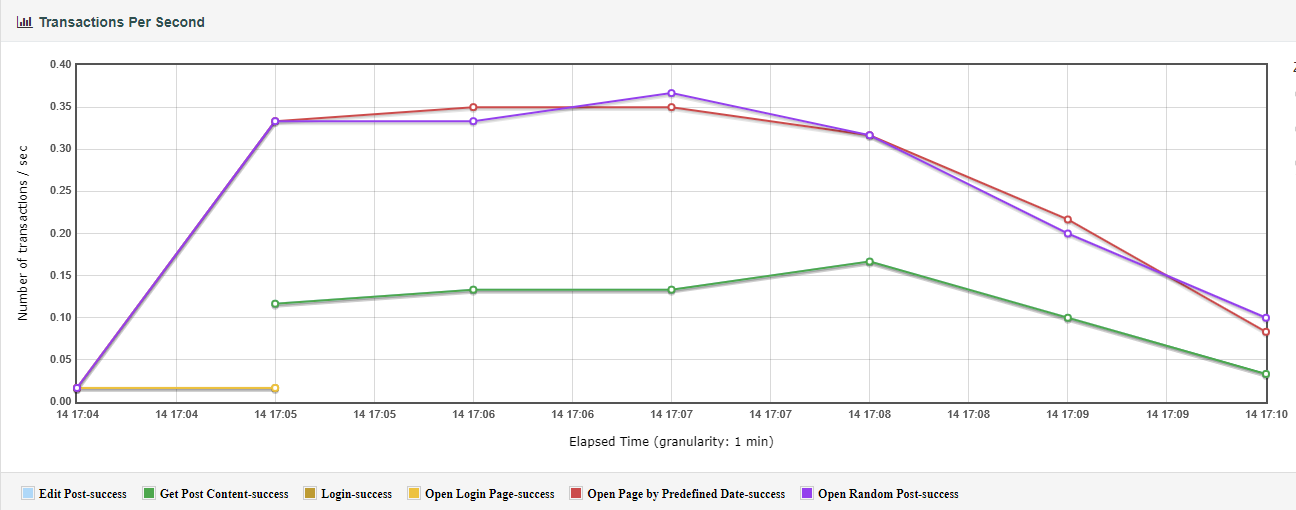 Transactions Per Second
0.40
0.35
0.30
0.25
0.20
0.15
0.10
0.05
0.00
Number of transactions / sec
14 17:04 14 17:04 14 17:05 14 17:05 14 17:06 14 17:06 14 17:07 14 17:07 14 17:08 14 17:08 14 17:09 14 17:09 14 17:10
Elapsed Time (granularity: 1 min)
Edit Post-success Get Post Content-success Login-success Open Login Page-success Open Page by Predefined Date-success Open Random Post-success